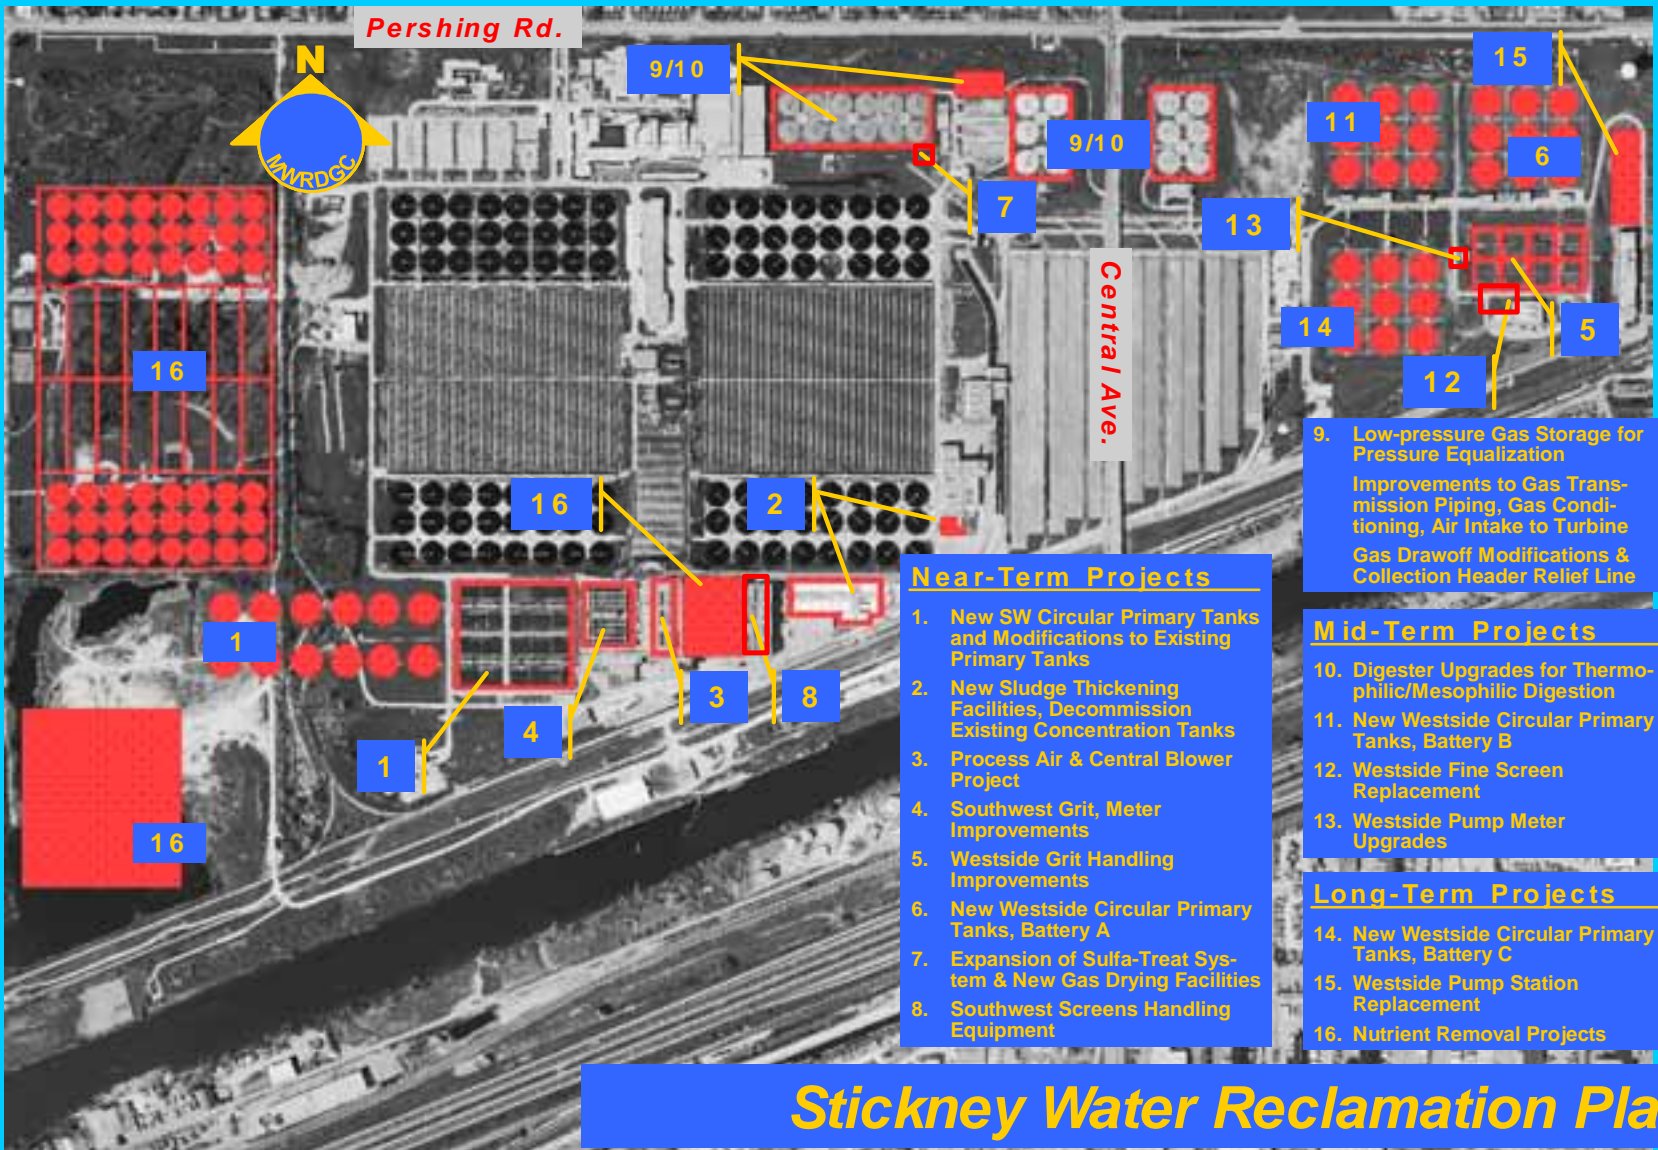 Pershing Rd.
N
MWRDGC
9/10
15
11
9/10
6
7
13
Central Ave.
16
14
5
12
16
2
1
3
8
4
1
16
Near-Term Projects
1. New SW Circular Primary Tanks
and Modifications to Existing
Primary Tanks
2. New Sludge Thickening
Facilities, Decommission
Existing Concentration Tanks
3. Process Air & Central Blower
Project
4. Southwest Grit, Meter
Improvements
5. Westside Grit Handling
Improvements
6. New Westside Circular Primary
Tanks, Battery A
7. Expansion of Sulfa-Treat Sys-
tem & New Gas Drying Facilities
8. Southwest Screens Handling
Equipment
9. Low-pressure Gas Storage for
Pressure Equalization
Improvements to Gas Trans-
mission Piping, Gas Condi-
tioning, Air Intake to Turbine
Gas Drawoff Modifications &
Collection Header Relief Line
Mid-Term Projects
10. Digester Upgrades for Thermo-
philic/Mesophilic Digestion
11. New Westside Circular Primary
Tanks, Battery B
12. Westside Fine Screen
Replacement
13. Westside Pump Meter
Upgrades
Long-Term Projects
14. New Westside Circular Primary
Tanks, Battery C
15. Westside Pump Station
Replacement
16. Nutrient Removal Projects
Stickney Water Reclamation Pla